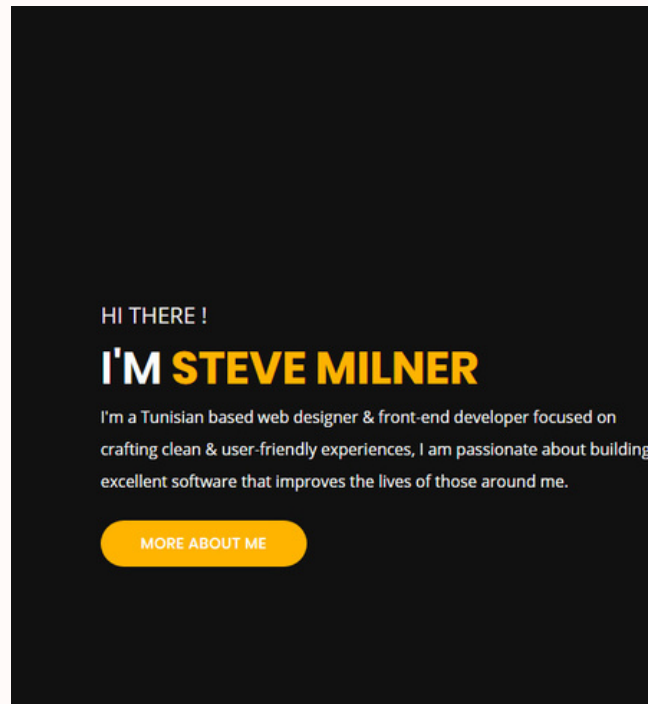 HI THERE !
I'M STEVE MILNER
I'm a Tunisian based web designer & front-end developer focused on
crafting clean & user-friendly experiences, I am passionate about building
excellent software that improves the lives of those around me.
MORE ABOUT ME